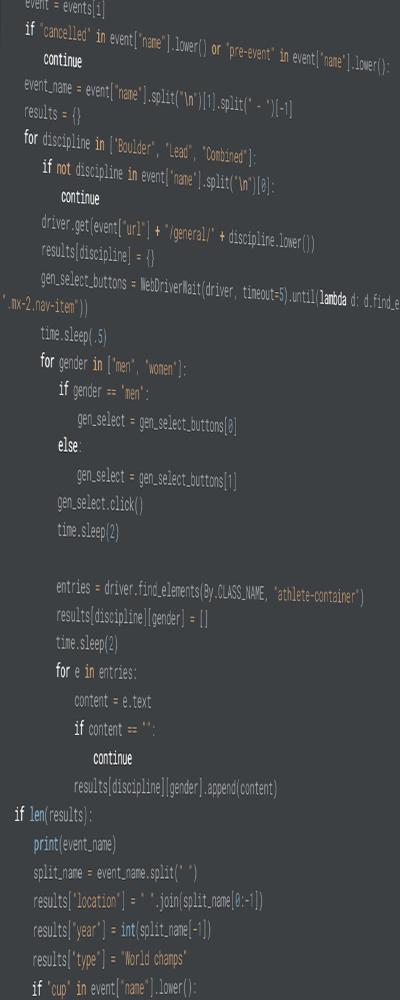 event = events[i]
if "cancelled" in event["name"].lower() or "pre-event" in event["name"].lower():
continue
event_name = event["name"].split("\n")[1].split(" - ")[-1]
results = {}
for discipline in ["Boulder", "Lead", "Combined"]:
if not discipline in event["name"].split("\n")[0]:
continue
driver.get(event["url"] + "/general/" + discipline.lower())
results[discipline] = {}
gen_select_buttons = WebDriverWait(driver, timeout=5).until(lambda d: d.find_e
".mx-2.nav-item"))
time.sleep(.5)
for gender in ["men", "women"]:
if gender == "men":
gen_select = gen_select_buttons[0]
else:
gen_select = gen_select_buttons[1]
gen_select.click()
time.sleep(2)
entries = driver.find_elements(By.CLASS_NAME, "athlete-container")
results[discipline][gender] = []
time.sleep(2)
for e in entries:
content = e.text
if content == "":
continue
results[discipline][gender].append(content)
if len(results):
print(event_name)
split_name = event_name.split(" ")
results["location"] = " ".join(split_name[0:-1])
results["year"] = int(split_name[-1])
results["type"] = "World champs"
if "cup" in event["name"].lower():